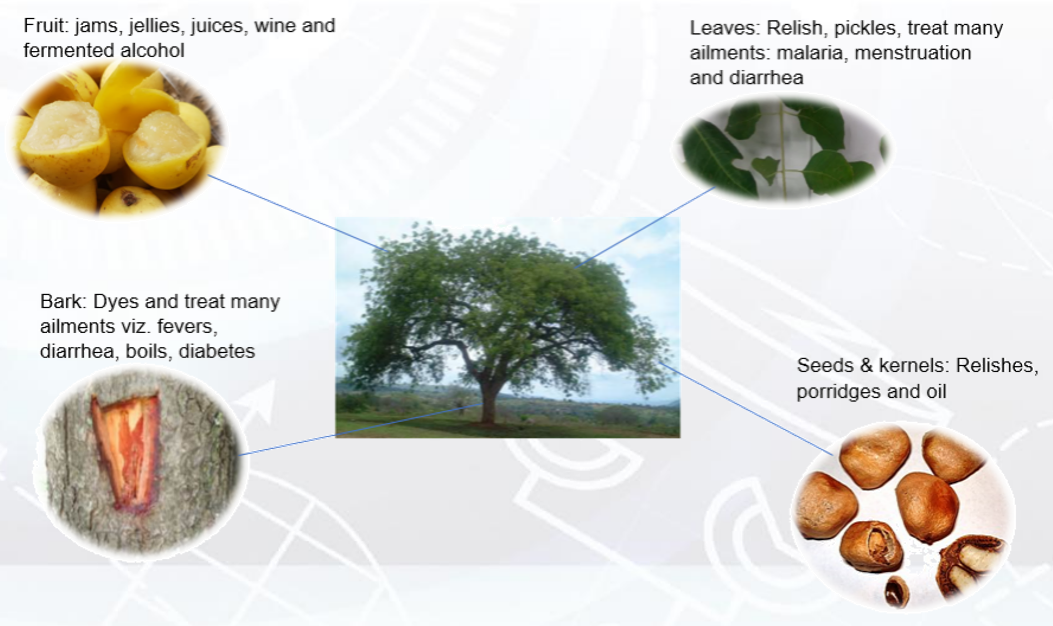 Fruit: jams, jellies, juices, wine and
fermented alcohol
Leaves: Relish, pickles, treat many
ailments: malaria, menstruation
and diarrhea
Bark: Dyes and treat many
ailments viz. fevers,
diarrhea, boils, diabetes
Seeds & kernels: Relishes,
porridges and oil